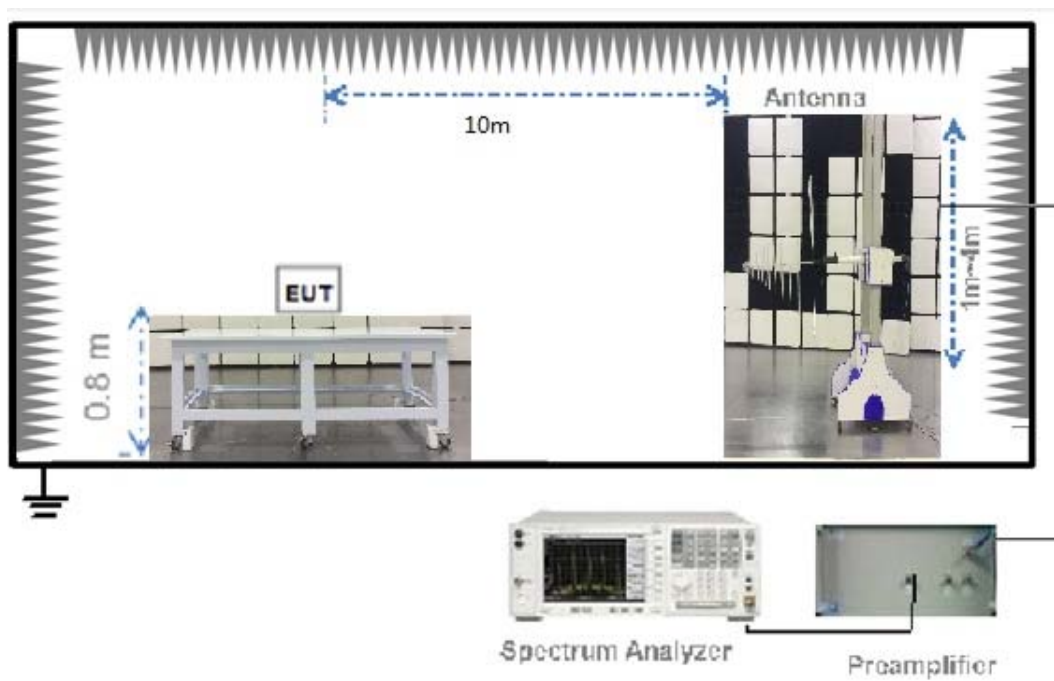 10m
Antenna
EUT
0.8 m
1m~4m
Spectrum Analyzer
Preamplifier